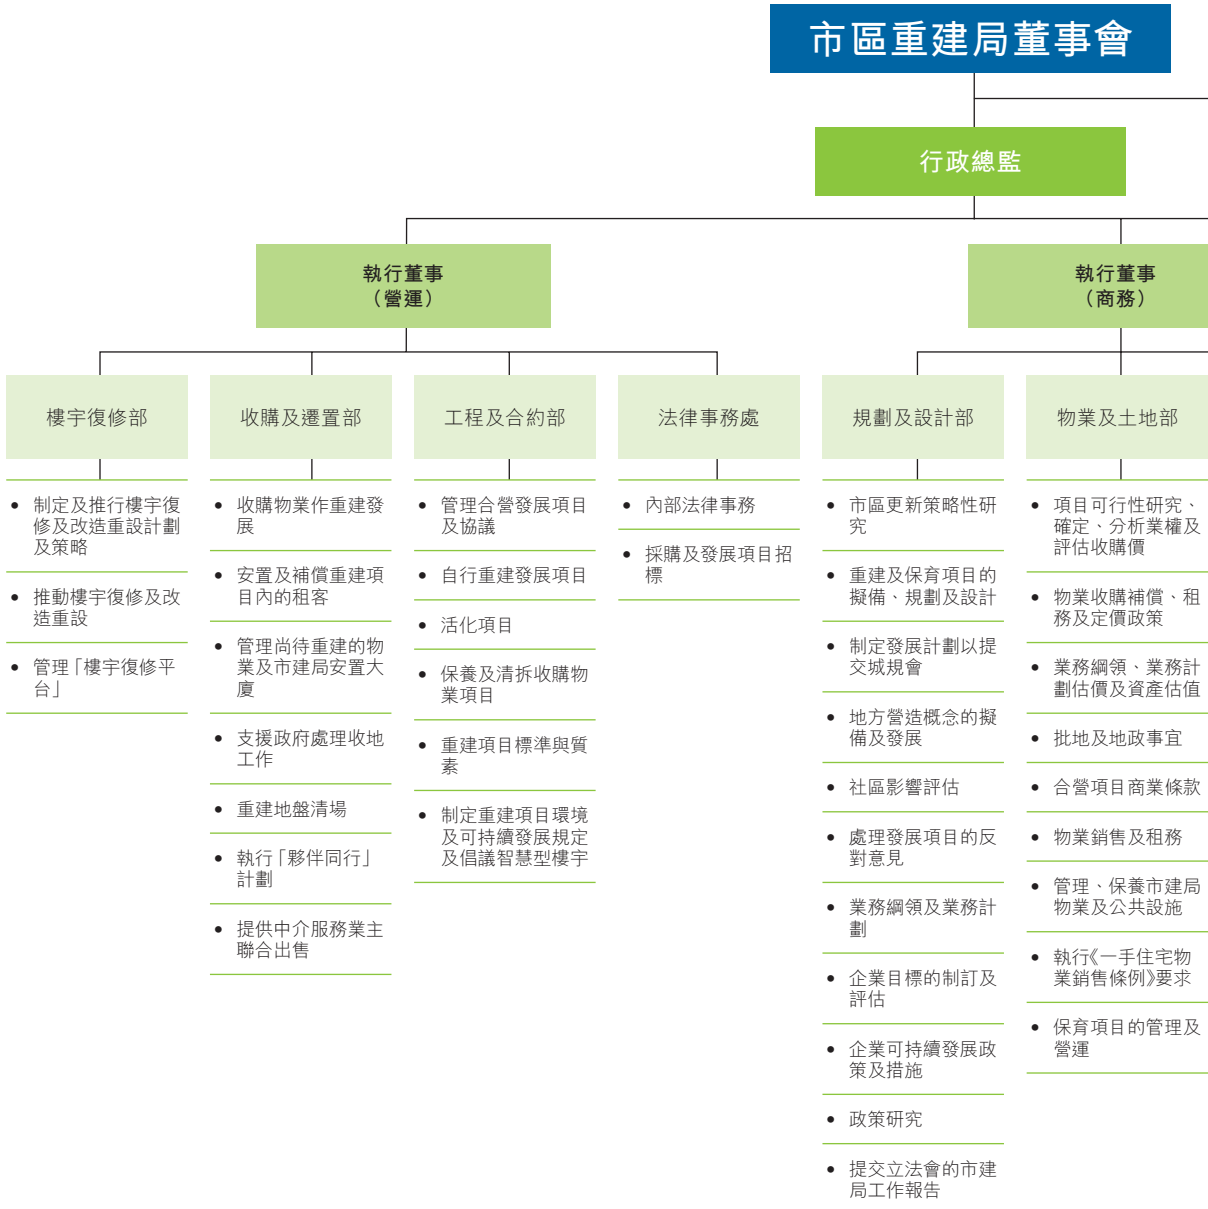 市區重建局董事會
行政總監
執行董事
（營運）
執行董事
（商務）
樓宇復修部
收購及遷置部
工程及合約部
法律事務處
規劃及設計部
物業及土地部
• 制定及推行樓宇復
修及改造重設計劃
及策略
• 推動樓宇復修及改
造重設
• 管理「樓宇復修平
台」
• 收購物業作重建發
展
• 安置及補償重建項
目內的租客
• 管理尚待重建的物
業及市建局安置大
廈
• 支援政府處理收地
工作
• 重建地盤清場
• 執行「夥伴同行」
計劃
• 提供中介服務業主
聯合出售
• 管理合營發展項目
及協議
• 自行重建發展項目
• 活化項目
• 保養及清拆收購物
業項目
• 重建項目標準與質
素
• 制定重建項目環境
及可持續發展規定
及倡議智慧型樓宇
• 內部法律事務
• 採購及發展項目招
標
• 市區更新策略性研
究
• 重建及保育項目的
擬備、規劃及設計
• 制定發展計劃以提
交城規會
• 地方營造概念的擬
備及發展
• 社區影響評估
• 處理發展項目的反
對意見
• 業務綱領及業務計
劃
• 企業目標的制訂及
評估
• 企業可持續發展政
策及措施
• 政策研究
• 提交立法會的市建
局工作報告
• 項目可行性研究、
確定、分析業權及
評估收購價
• 物業收購補償、租
務及定價政策
• 業務綱領、業務計
劃估價及資產估值
• 批地及地政事宜
• 合營項目商業條款
• 物業銷售及租務
• 管理、保養市建局
物業及公共設施
• 執行《一手住宅物
業銷售條例》要求
• 保育項目的管理及
營運